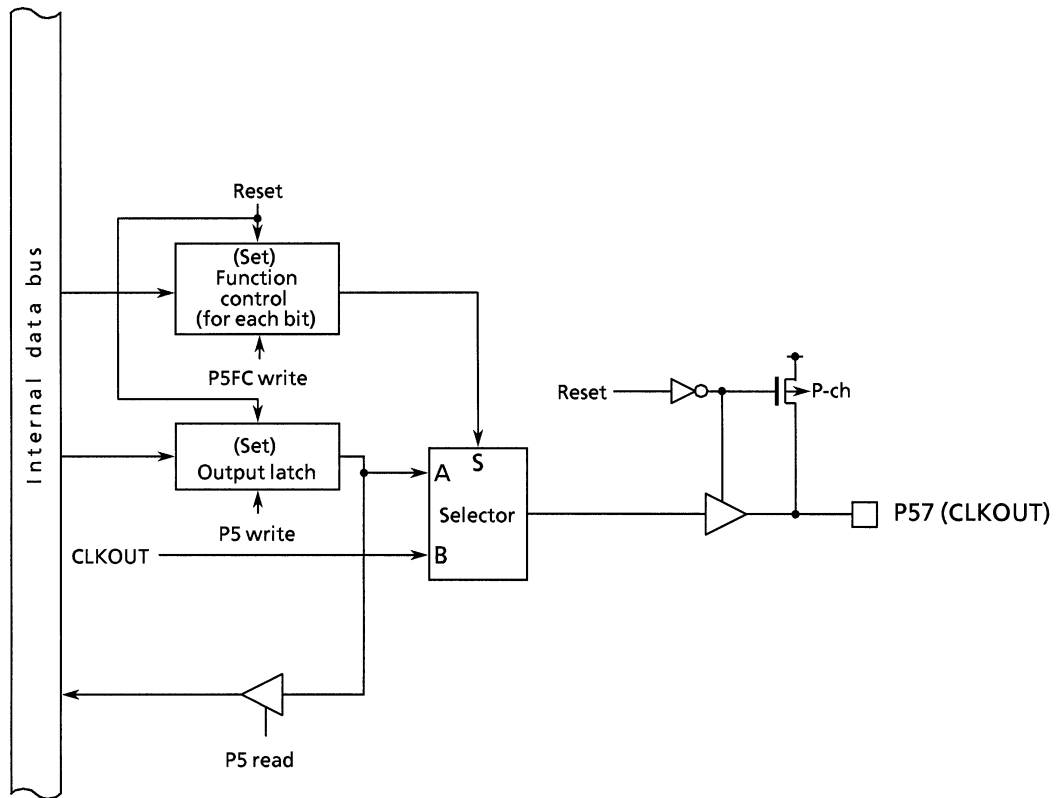 Internal data bus
Reset
(Set)
Function
control
(for each bit)
P5FC write
Reset
P-ch
(Set)
Output latch
P5 write
A
S
Selector
B
CLKOUT
P57 (CLKOUT)
P5 read